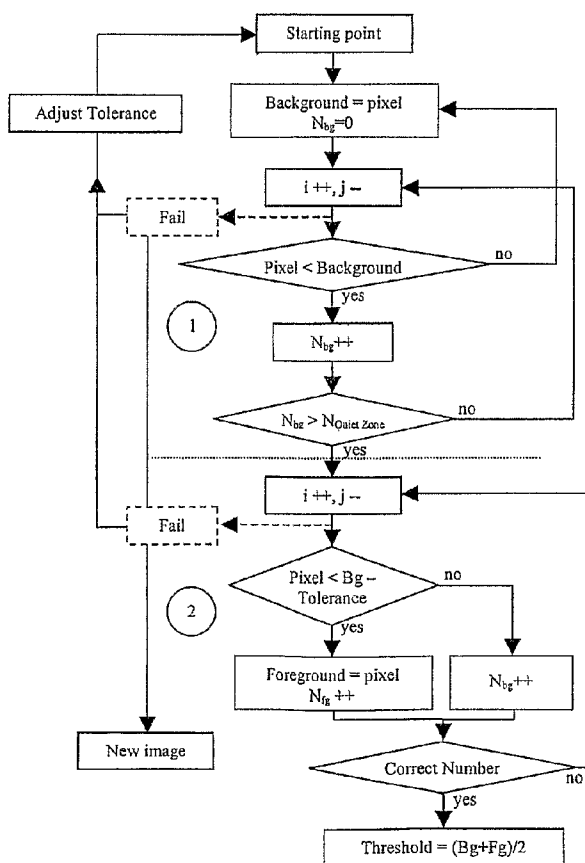 Starting point
Adjust Tolerance
Background = pixel
N_bg=0
i ++, j --
Fail
Pixel < Background
no
yes
1
N_bg++
N_bg > N_Quiet Zone
no
yes
i ++, j --
Fail
Pixel < Bg –
Tolerance
no
2
yes
Foreground = pixel
N_fg ++
N_bg++
New image
Correct Number
no
yes
Threshold = (Bg+Fg)/2